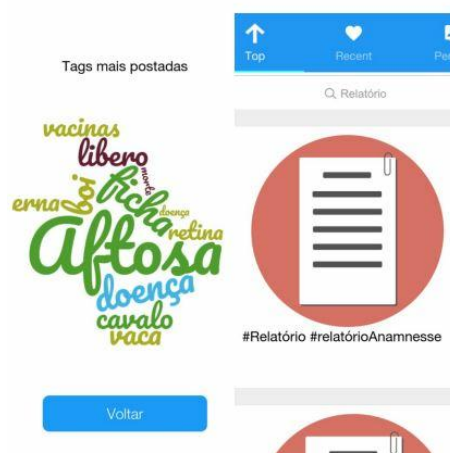 Tags mais postadas
vacinas
libero
morte
boi
ficha
doença
erna
retina
Aftosa
doença
cavalo
vaca
Voltar
Top
Recent
Relatório
#Relatório #relatórioAnamnesse